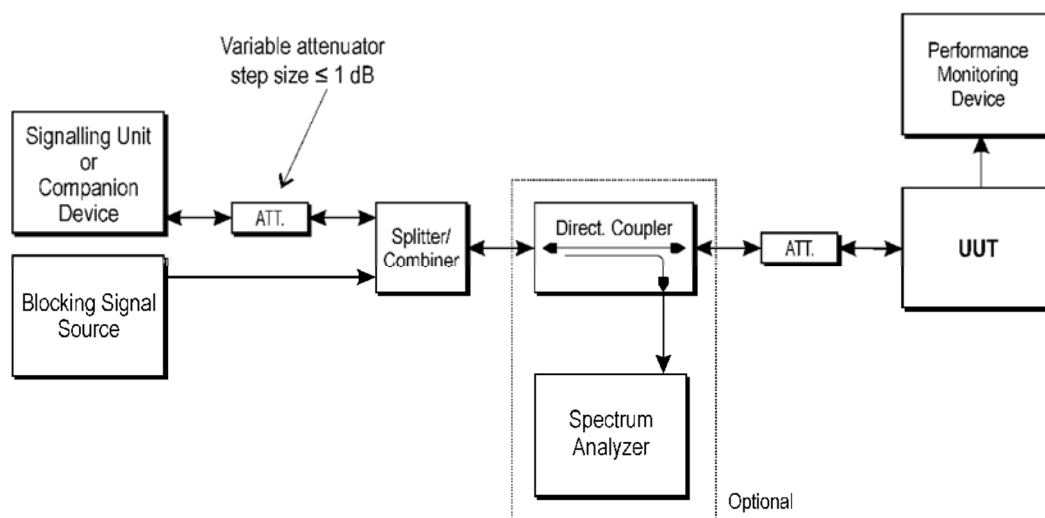 Variable attenuator
step size ≤ 1 dB
Signalling Unit
or
Companion
Device
ATT.
Splitter/
Combiner
Blocking Signal
Source
Direct. Coupler
Spectrum
Analyzer
Optional
ATT.
Performance
Monitoring
Device
UUT